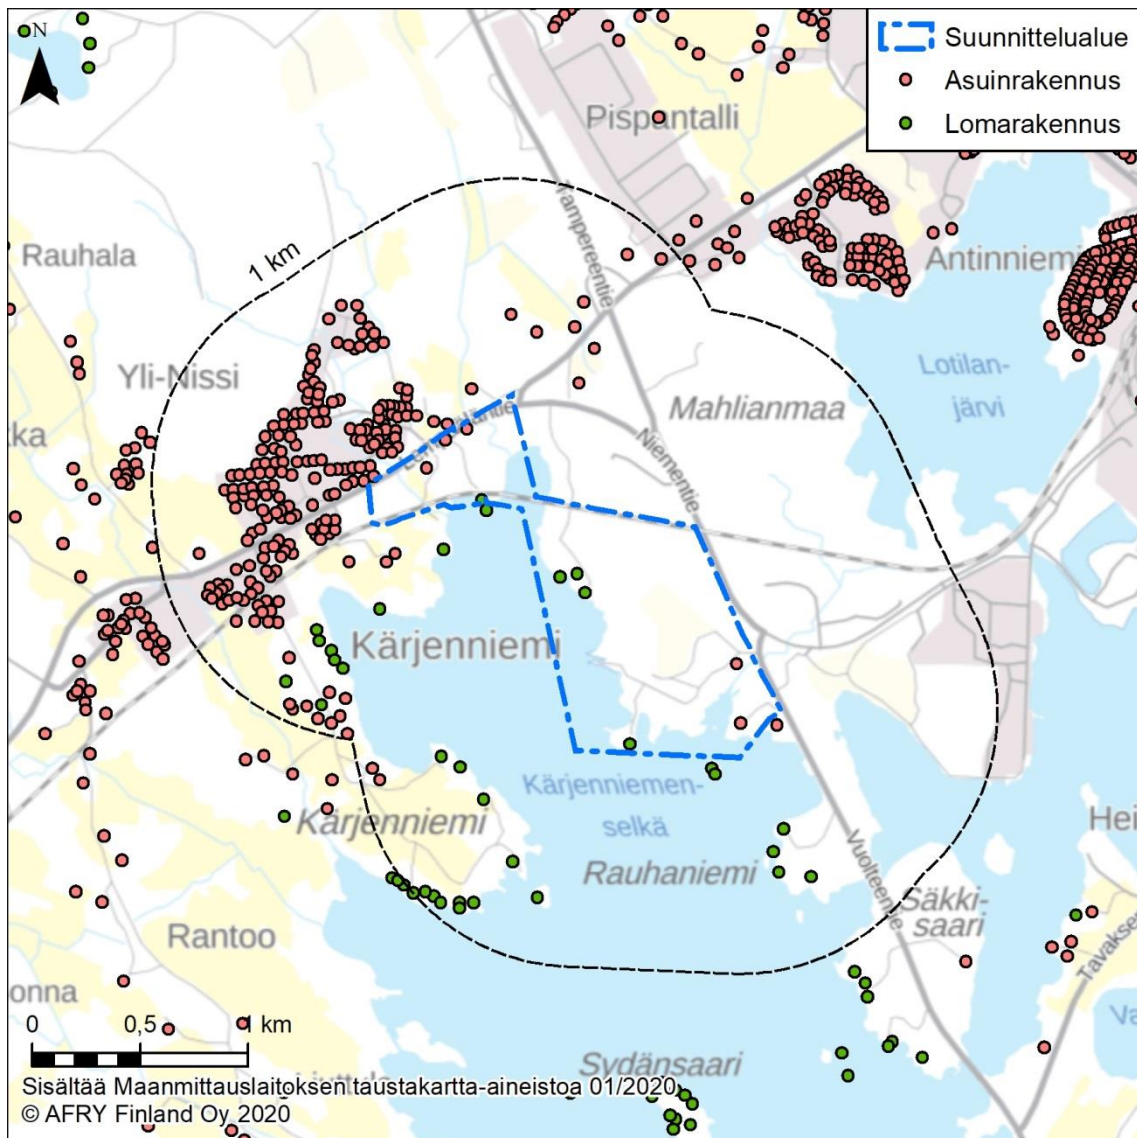 N
Suunnittelualue
Asuinrakennus
Lomarakennus
Pispantalli
Tampereentie
Rauhala
1 km
Antinniemi
Yli-Nissi
Lotilan-
järvi
Mahlianmaa
Niementie
Kärjenniemi
Kärjenniemen-
selkä
Kärjenniemi
Rauhaniemi
Vuolteentie
Säkki-
saari
Hei
Rantoo
Tavakse
onna
Va
0 0,5 1 km
Sydänsaari
Sisältää Maanmittauslaitoksen taustakartta-aineistoa 01/2020
© AFRY Finland Oy 2020